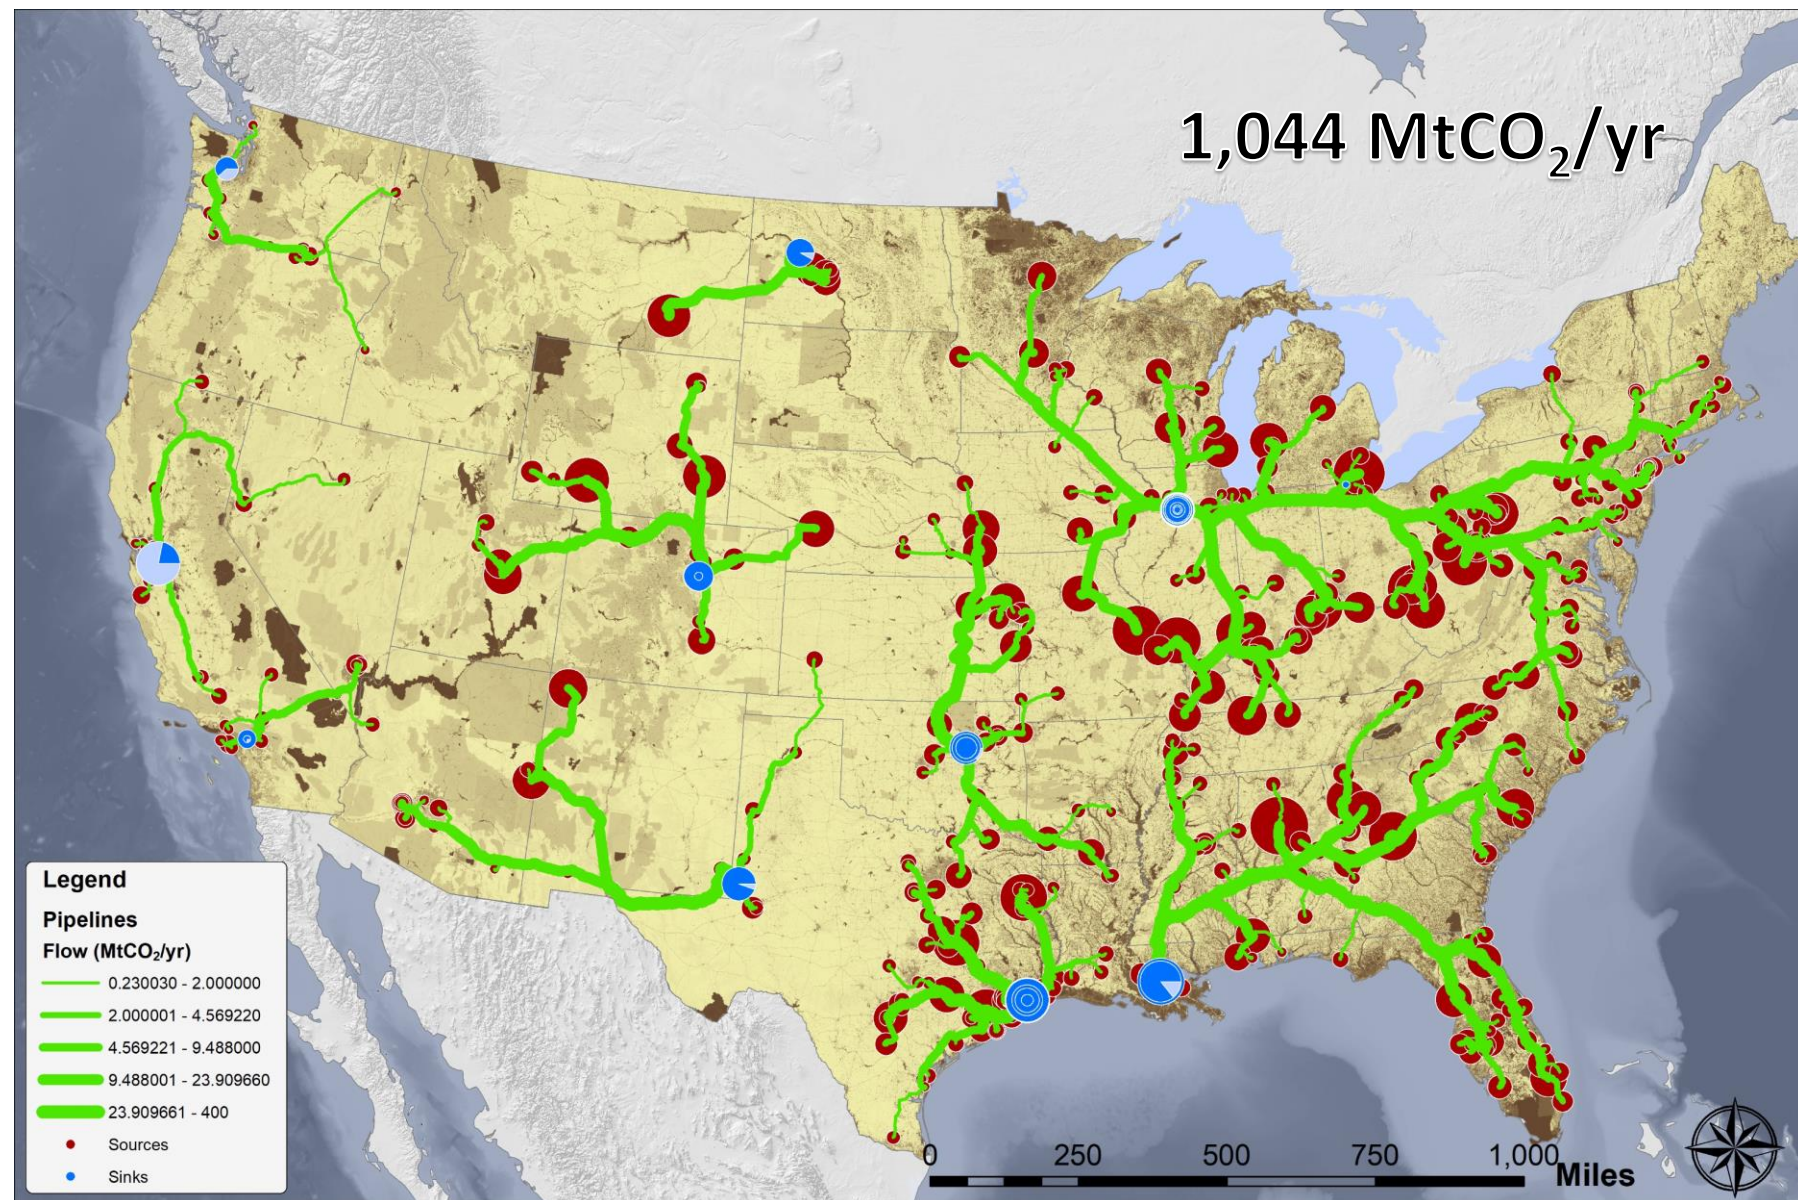 1,044 MtCO₂/yr
Legend
Pipelines
Flow (MtCO₂/yr)
0.230030 - 2.000000
2.000001 - 4.569220
4.569221 - 9.488000
9.488001 - 23.909660
23.909661 - 400
Sources
Sinks
0 250 500 750 1,000 Miles